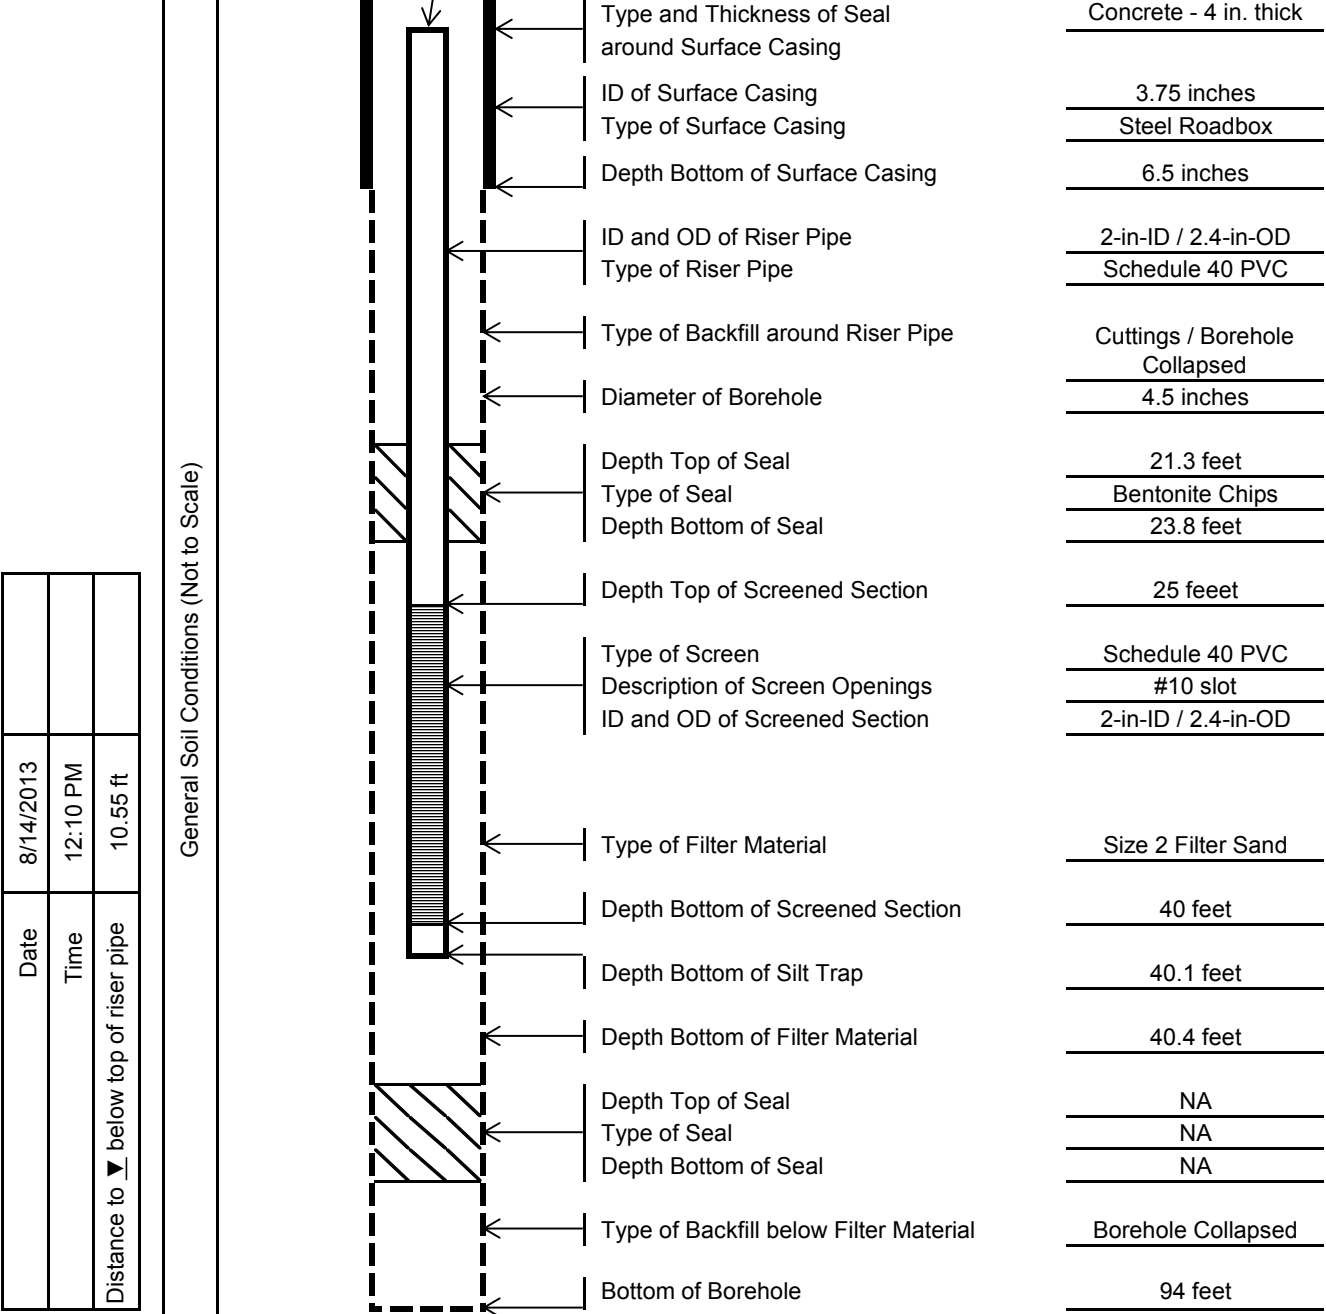 Type and Thickness of Seal
around Surface Casing
Concrete - 4 in. thick
ID of Surface Casing
3.75 inches
Type of Surface Casing
Steel Roadbox
Depth Bottom of Surface Casing
6.5 inches
ID and OD of Riser Pipe
2-in-ID / 2.4-in-OD
Type of Riser Pipe
Schedule 40 PVC
Type of Backfill around Riser Pipe
Cuttings / Borehole
Collapsed
Diameter of Borehole
4.5 inches
Depth Top of Seal
21.3 feet
Type of Seal
Bentonite Chips
Depth Bottom of Seal
23.8 feet
Depth Top of Screened Section
25 feeet
Type of Screen
Schedule 40 PVC
Description of Screen Openings
#10 slot
ID and OD of Screened Section
2-in-ID / 2.4-in-OD
Type of Filter Material
Size 2 Filter Sand
Depth Bottom of Screened Section
40 feet
Depth Bottom of Silt Trap
40.1 feet
Depth Bottom of Filter Material
40.4 feet
Depth Top of Seal
NA
Type of Seal
NA
Depth Bottom of Seal
NA
Type of Backfill below Filter Material
Borehole Collapsed
Bottom of Borehole
94 feet
General Soil Conditions (Not to Scale)
Date
8/14/2013
Time
12:10 PM
Distance to ▼ below top of riser pipe
10.55 ft